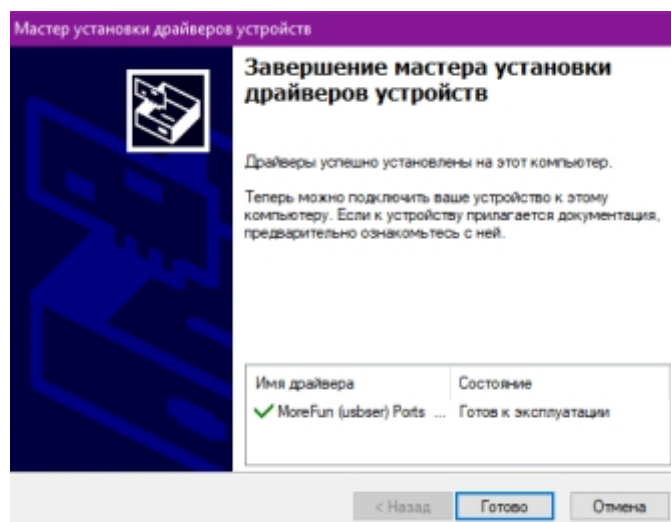 Мастер установки драйверов устройств
Завершение мастера установки
драйверов устройств
Драйверы успешно установлены на этот компьютер.
Теперь можно подключить ваше устройство к этому
компьютеру. Если к устройству прилагается документация,
предварительно ознакомьтесь с ней.
Имя драйвера Состояние
MoreFun (usbser) Ports ... Готов к эксплуатации
< Назад Готово Отмена